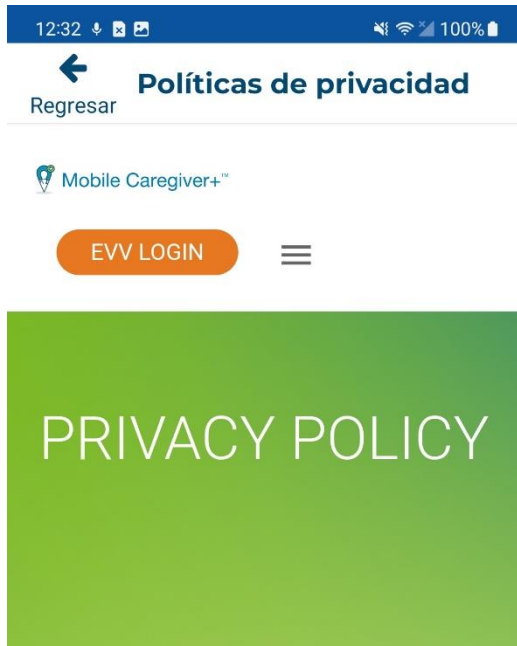 12:32 100%
Políticas de privacidad
Regresar
Mobile Caregiver+™
EVV LOGIN
PRIVACY POLICY